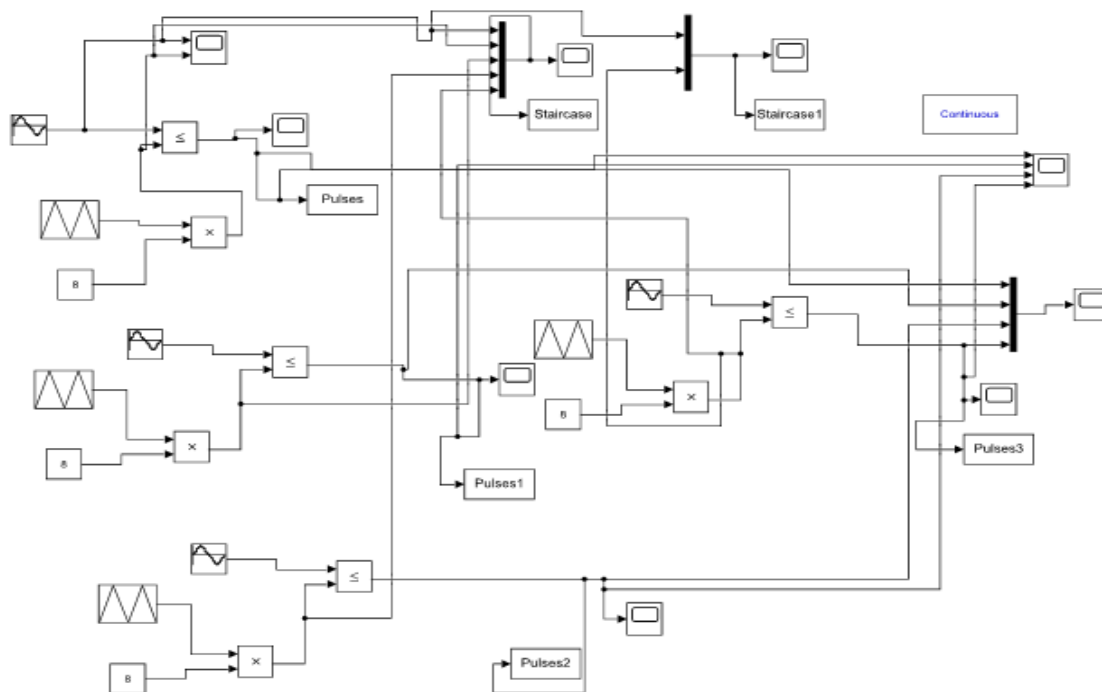 Staircase
Staircase1
Continuous
≤
Pulses
×
8
≤
≤
×
8
×
8
Pulses3
Pulses1
≤
×
8
Pulses2